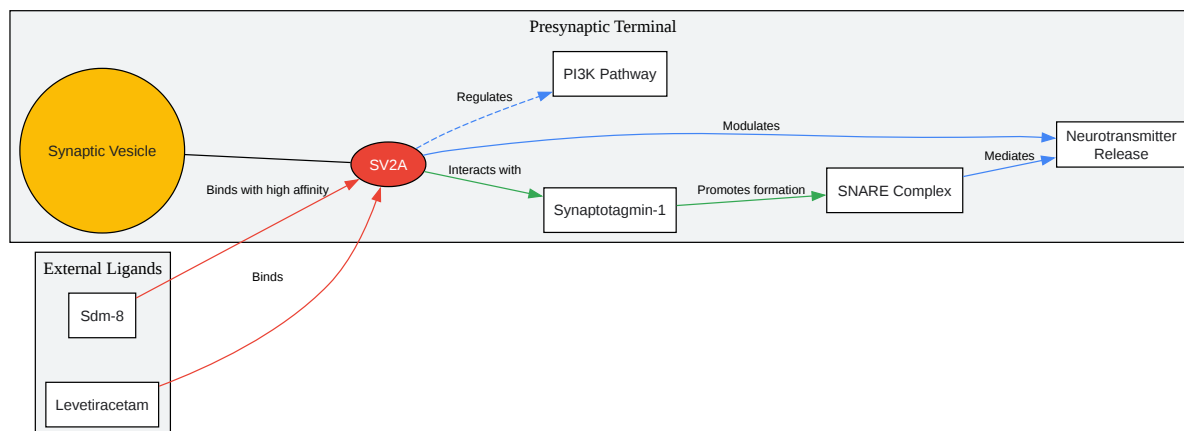 Presynaptic Terminal
PI3K Pathway
Regulates
Modulates
Neurotransmitter
Release
Synaptic Vesicle
SV2A
Mediates
Interacts with
Binds with high affinity
Promotes formation
SNARE Complex
Synaptotagmin-1
External Ligands
Binds
Sdm-8
Levetiracetam